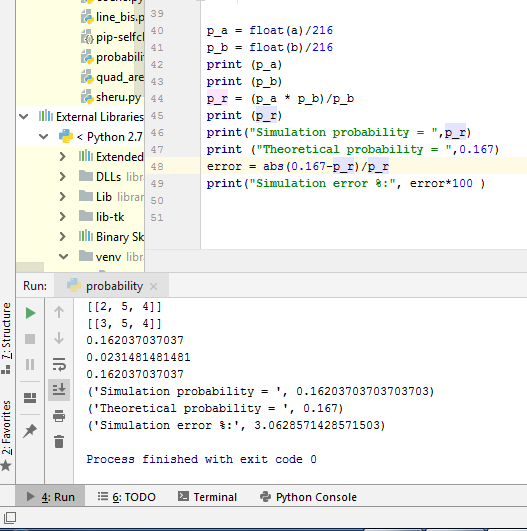 sduh.py
line_bis.p
pip-selfcl
probabilit
quad_are
sheru.py
External Libraries
< Python 2.7
Extended
DLLs libra
Lib librar
lib-tk
Binary Sk
venv libr
39
40 p_a = float(a)/216
41 p_b = float(b)/216
42 print (p_a)
43 print (p_b)
44 p_r = (p_a * p_b)/p_b
45 print (p_r)
46 print("Simulation probability = ",p_r)
47 print ("Theoretical probability = ",0.167)
48 error = abs(0.167-p_r)/p_r
49 print("Simulation error %:", error*100 )
50
51
Run: probability
[[2, 5, 4]]
[[3, 5, 4]]
0.162037037037
0.0231481481481
0.162037037037
('Simulation probability = ', 0.16203703703703703)
('Theoretical probability = ', 0.167)
('Simulation error %:', 3.0628571428571503)
Process finished with exit code 0
7: Structure
2: Favorites
4: Run 6: TODO Terminal Python Console